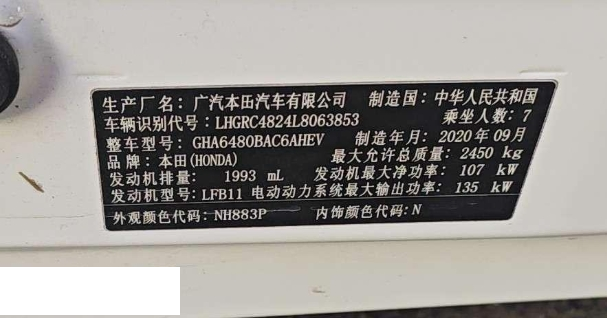 生产厂名：广汽本田汽车有限公司 制造国：中华人民共和国
车辆识别代号：LHGRC4824L8063853 乘坐人数：7
整车型号：GHA6480BAC6AHEV 制造年月：2020年09月
品牌：本田(HONDA) 最大允许总质量：2450 kg
发动机排量：1993 mL 发动机最大净功率：107 kW
发动机型号：LFB11 电动动力系统最大输出功率：135 kW
外观颜色代码：NH883P 内饰颜色代码：N